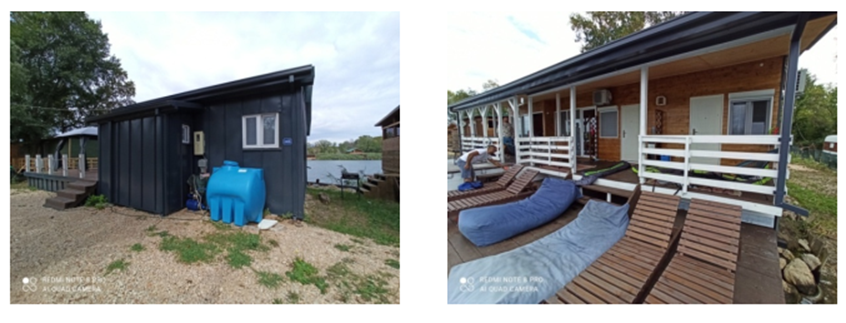 REDMI NOTE 8 PRO
AI QUAD CAMERA
REDMI NOTE 8 PRO
AI QUAD CAMERA